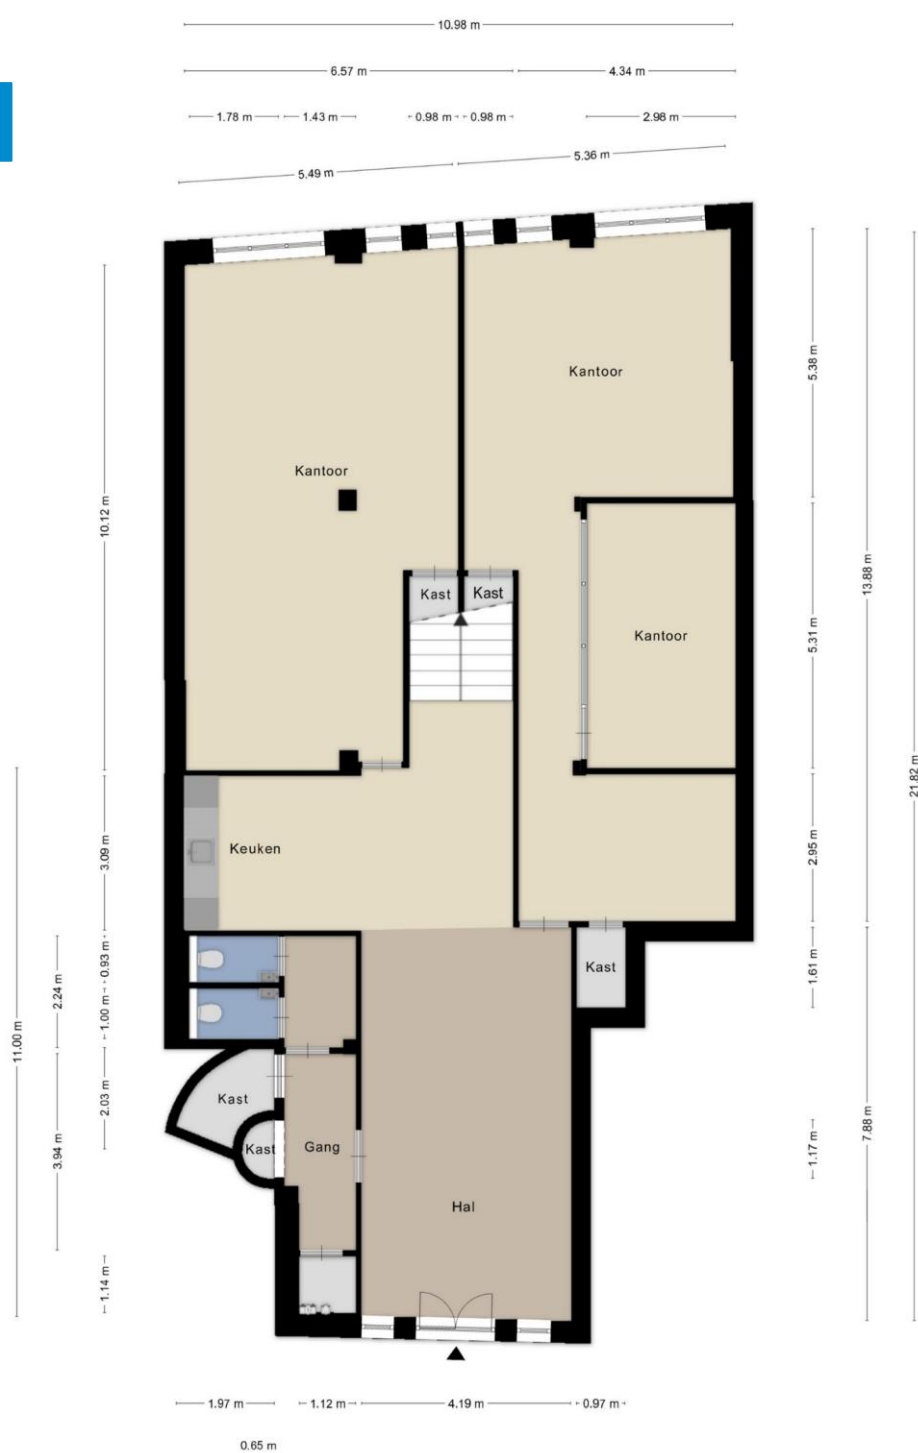 10.98 m
6.57 m
4.34 m
1.78 m
1.43 m
0.98 m
0.98 m
2.98 m
5.49 m
5.36 m
Kantoor
Kantoor
Kast
Kast
Kantoor
Keuken
Kast
Kast
Kast
Gang
Hal
10.12 m
3.09 m
0.93 m
1.00 m
2.03 m
1.14 m
2.24 m
3.94 m
11.00 m
5.38 m
5.31 m
2.95 m
1.61 m
1.17 m
13.88 m
7.88 m
21.82 m
1.97 m
1.12 m
4.19 m
0.97 m
0.65 m